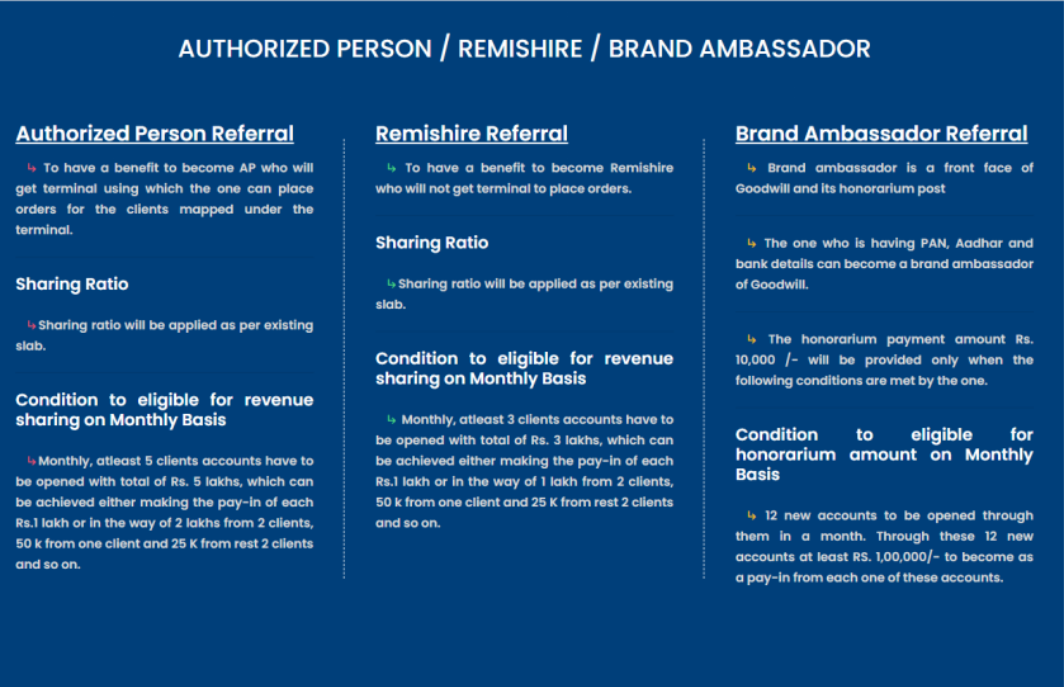 AUTHORIZED PERSON / REMISHIRE / BRAND AMBASSADOR
Authorized Person Referral
↳ To have a benefit to become AP who will
get terminal using which the one can place
orders for the clients mapped under the
terminal.
Sharing Ratio
↳ Sharing ratio will be applied as per existing
slab.
Condition to eligible for revenue
sharing on Monthly Basis
↳ Monthly, atleast 5 clients accounts have to
be opened with total of Rs. 5 lakhs, which can
be achieved either making the pay-in of each
Rs.1 lakh or in the way of 2 lakhs from 2 clients,
50 k from one client and 25 K from rest 2 clients
and so on.
Remishire Referral
↳ To have a benefit to become Remishire
who will not get terminal to place orders.
Sharing Ratio
↳ Sharing ratio will be applied as per existing
slab.
Condition to eligible for revenue
sharing on Monthly Basis
↳ Monthly, atleast 3 clients accounts have to
be opened with total of Rs. 3 lakhs, which can
be achieved either making the pay-in of each
Rs.1 lakh or in the way of 1 lakh from 2 clients,
50 k from one client and 25 K from rest 2 clients
and so on.
Brand Ambassador Referral
↳ Brand ambassador is a front face of
Goodwill and its honorarium post
↳ The one who is having PAN, Aadhar and
bank details can become a brand ambassador
of Goodwill.
↳ The honorarium payment amount Rs.
10,000 /- will be provided only when the
following conditions are met by the one.
Condition to eligible for
honorarium amount on Monthly
Basis
↳ 12 new accounts to be opened through
them in a month. Through these 12 new
accounts at least RS. 1,00,000/- to become as
a pay-in from each one of these accounts.